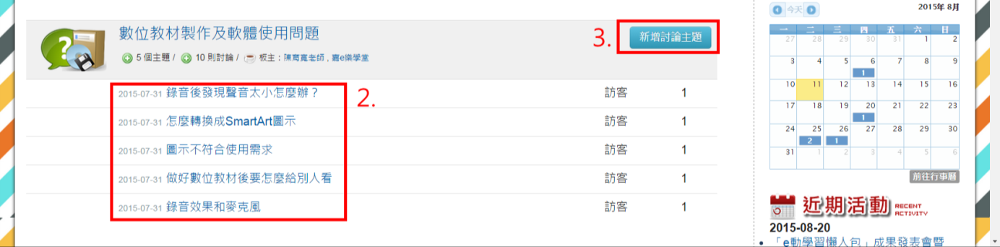 數位教材製作及軟體使用問題
5 個主題 / 10 則討論 / 板主：陳育寬老師 , 嘉e樂學堂
3.
新增討論主題
2015-07-31 錄音後發現聲音太小怎麼辦？ 訪客 1
2.
2015-07-31 怎麼轉換成SmartArt圖示 訪客 1
2015-07-31 圖示不符合使用需求 訪客 1
2015-07-31 做好數位教材後要怎麼給別人看 訪客 1
2015-07-31 錄音效果和麥克風 訪客 1
今天 2015年 8月
一 二 三 四 五 六 日
27 28 29 30 31 1 2
3 4 5 6 7 8 9
1
10 11 12 13 14 15 16
17 18 19 20 21 22 23
1
24 25 26 27 28 29 30
2 1
31 1 2 3 4 5 6
前往行事曆
近期活動 RECENT
ACTIVITY
2015-08-20
「e動學習懶人包」成果發表會暨